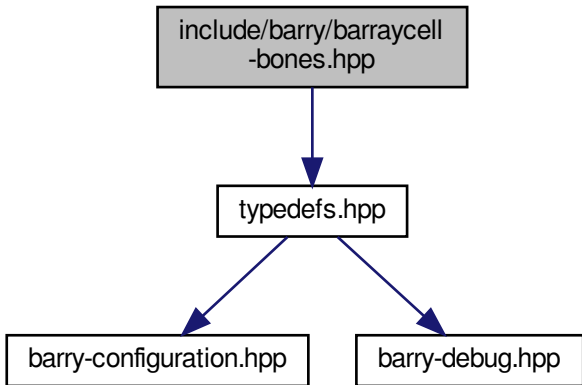 include/barry/barraycell
-bones.hpp
typedefs.hpp
barry-configuration.hpp
barry-debug.hpp